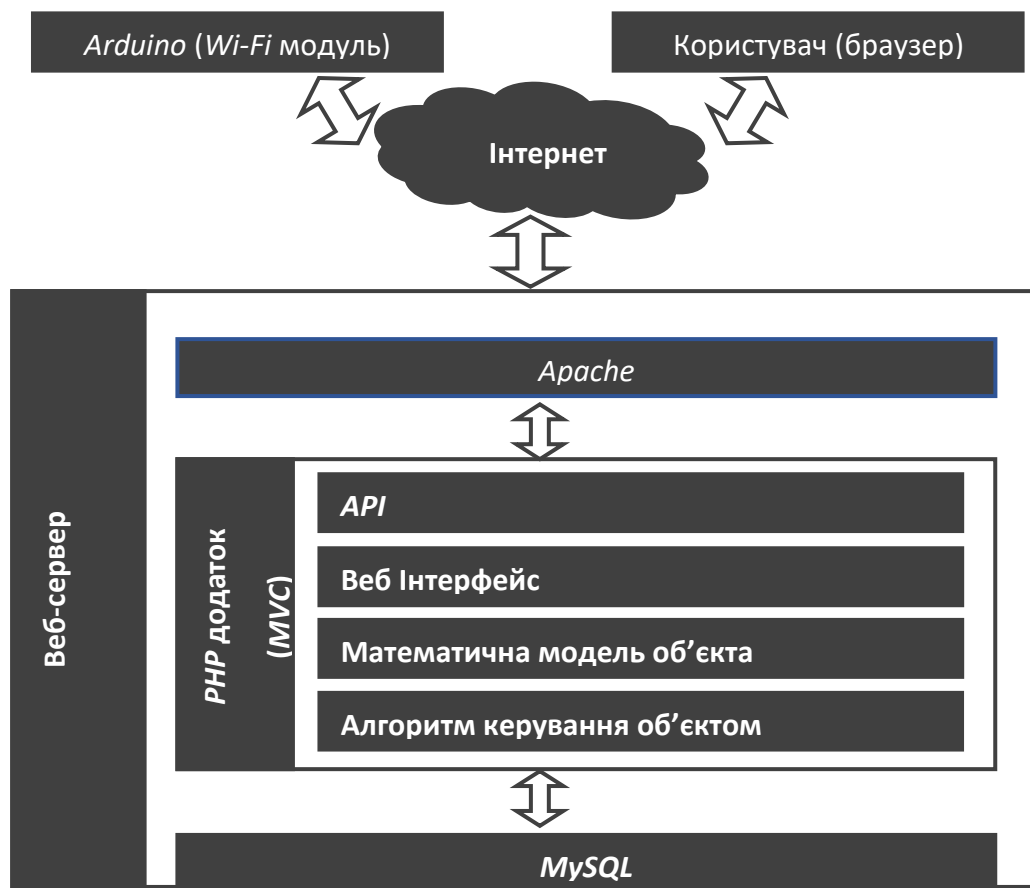 Arduino (Wi-Fi модуль)
Користувач (браузер)
Інтернет
Веб-сервер
Apache
PHP додаток
(MVC)
API
Веб Інтерфейс
Математична модель об’єкта
Алгоритм керування об’єктом
MySQL